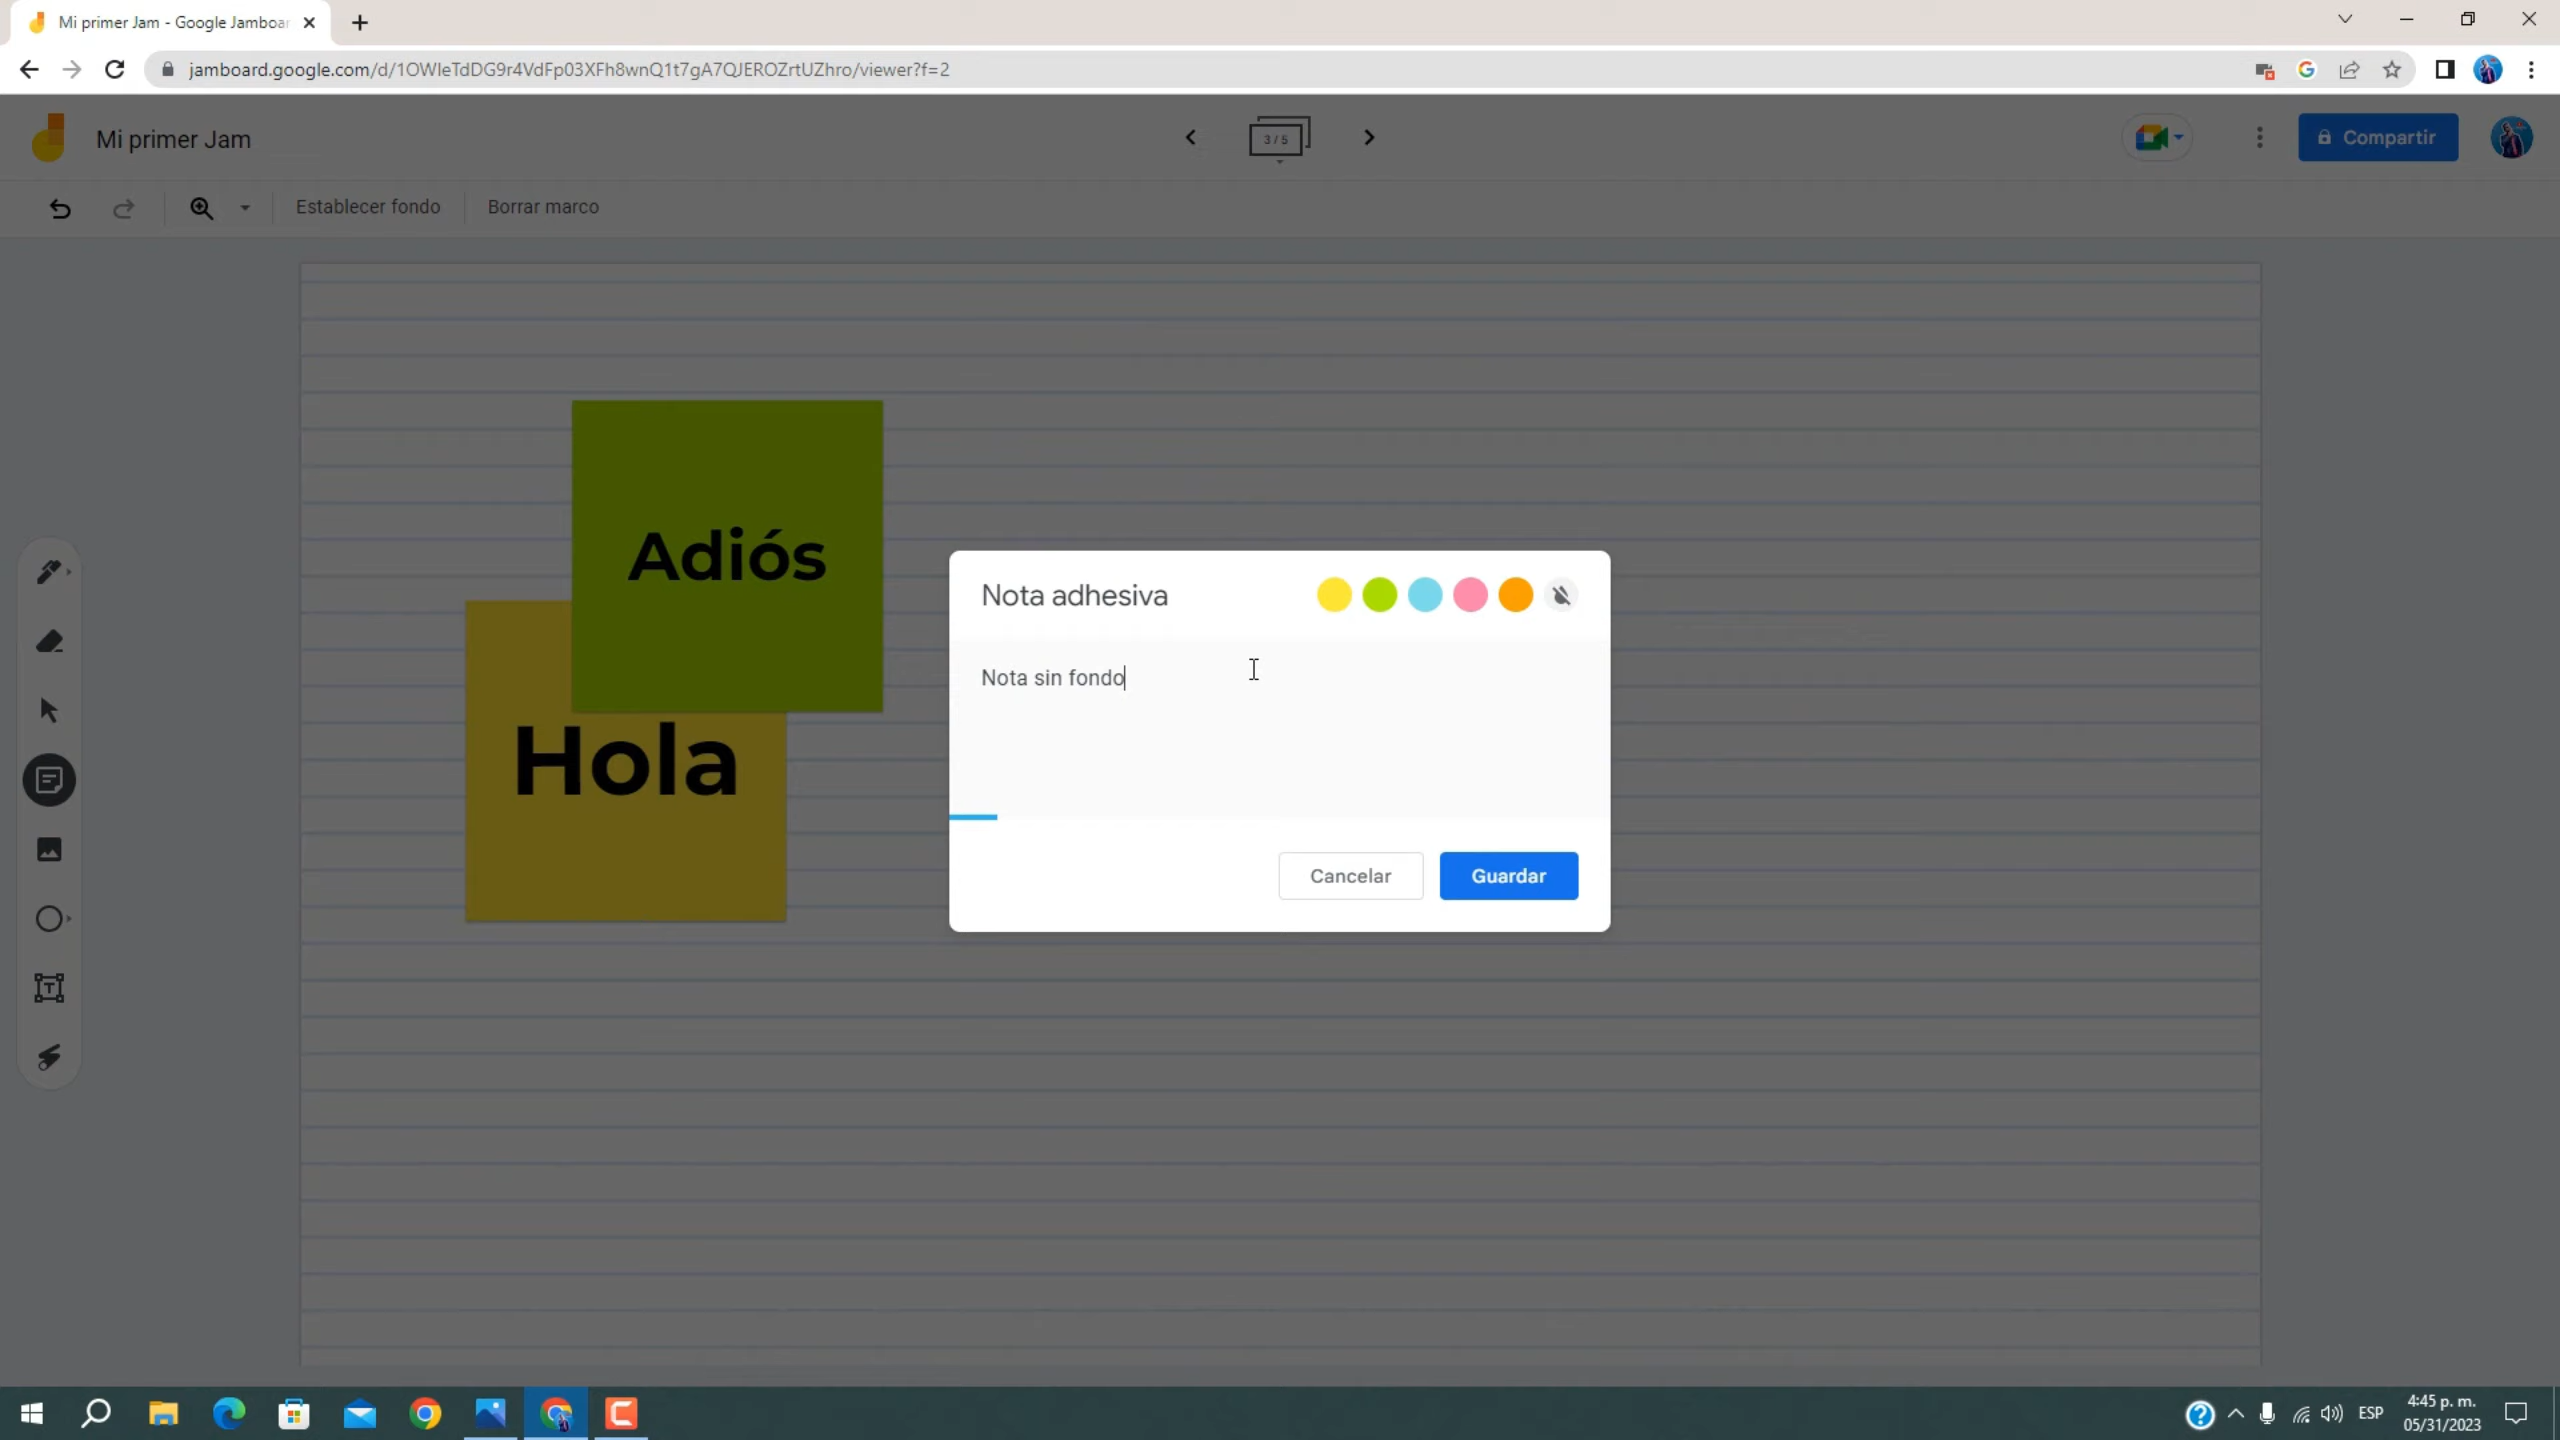 Mi primer Jam - Google Jamboar
jamboard.google.com/d/1OWleTdDG9r4VdFp03XFh8wnQ1t7gA7QJEROZrtUZhro/viewer?f=2
Mi primer Jam
3 / 5
Compartir
Establecer fondo
Borrar marco
Adiós
Hola
Nota adhesiva
Nota sin fondo
Cancelar
Guardar
ESP
4:45 p. m.
05/31/2023